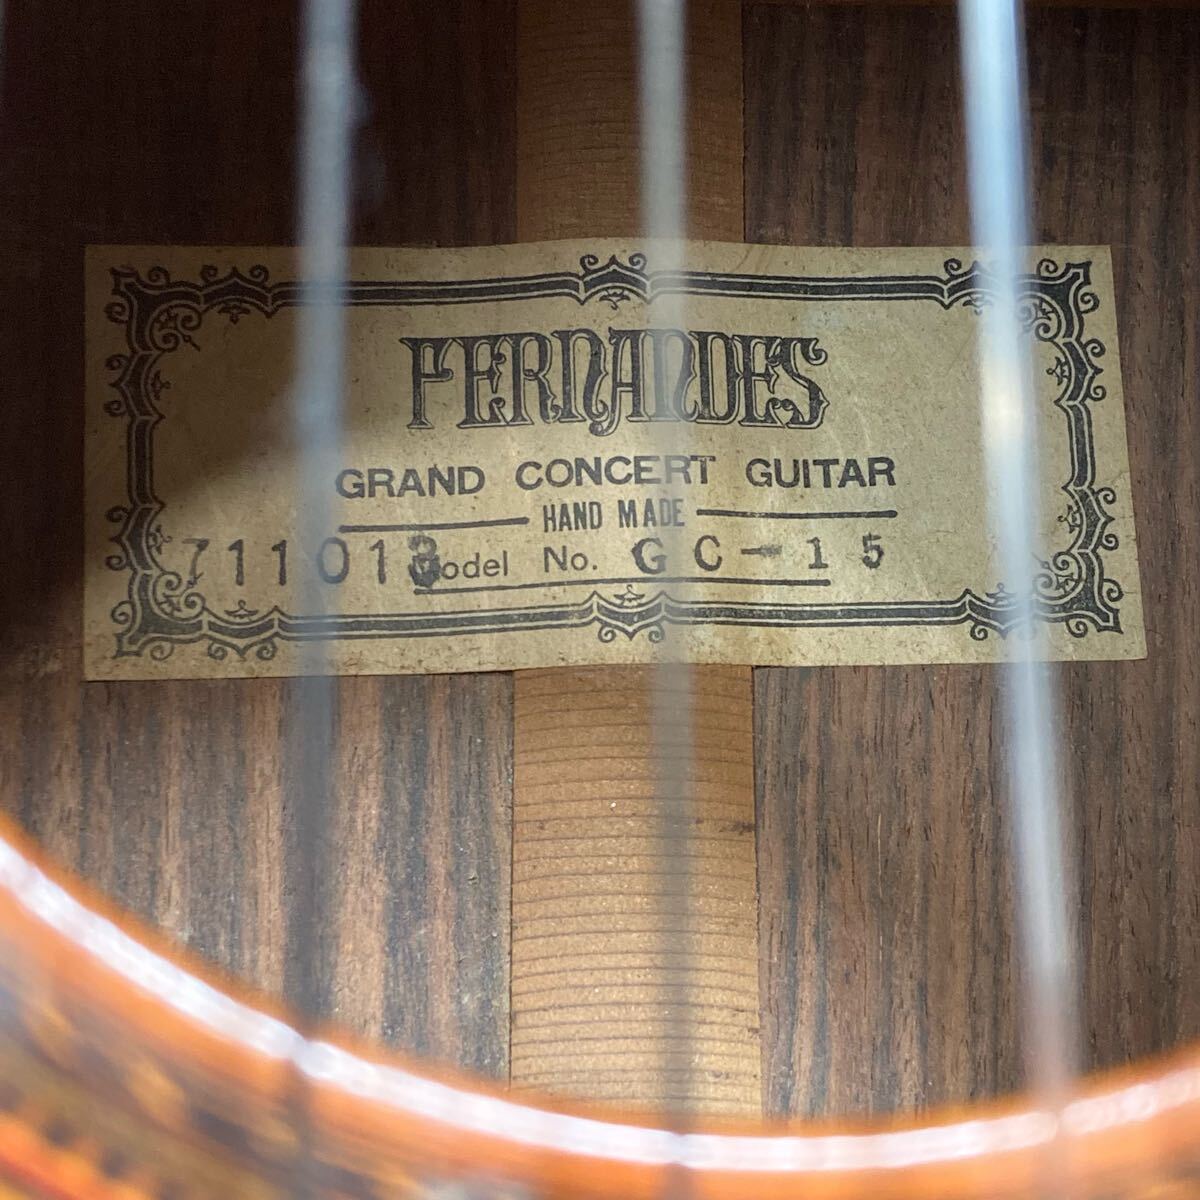 FERNANDES
GRAND CONCERT GUITAR
HAND MADE
711013 Model No. GC-15